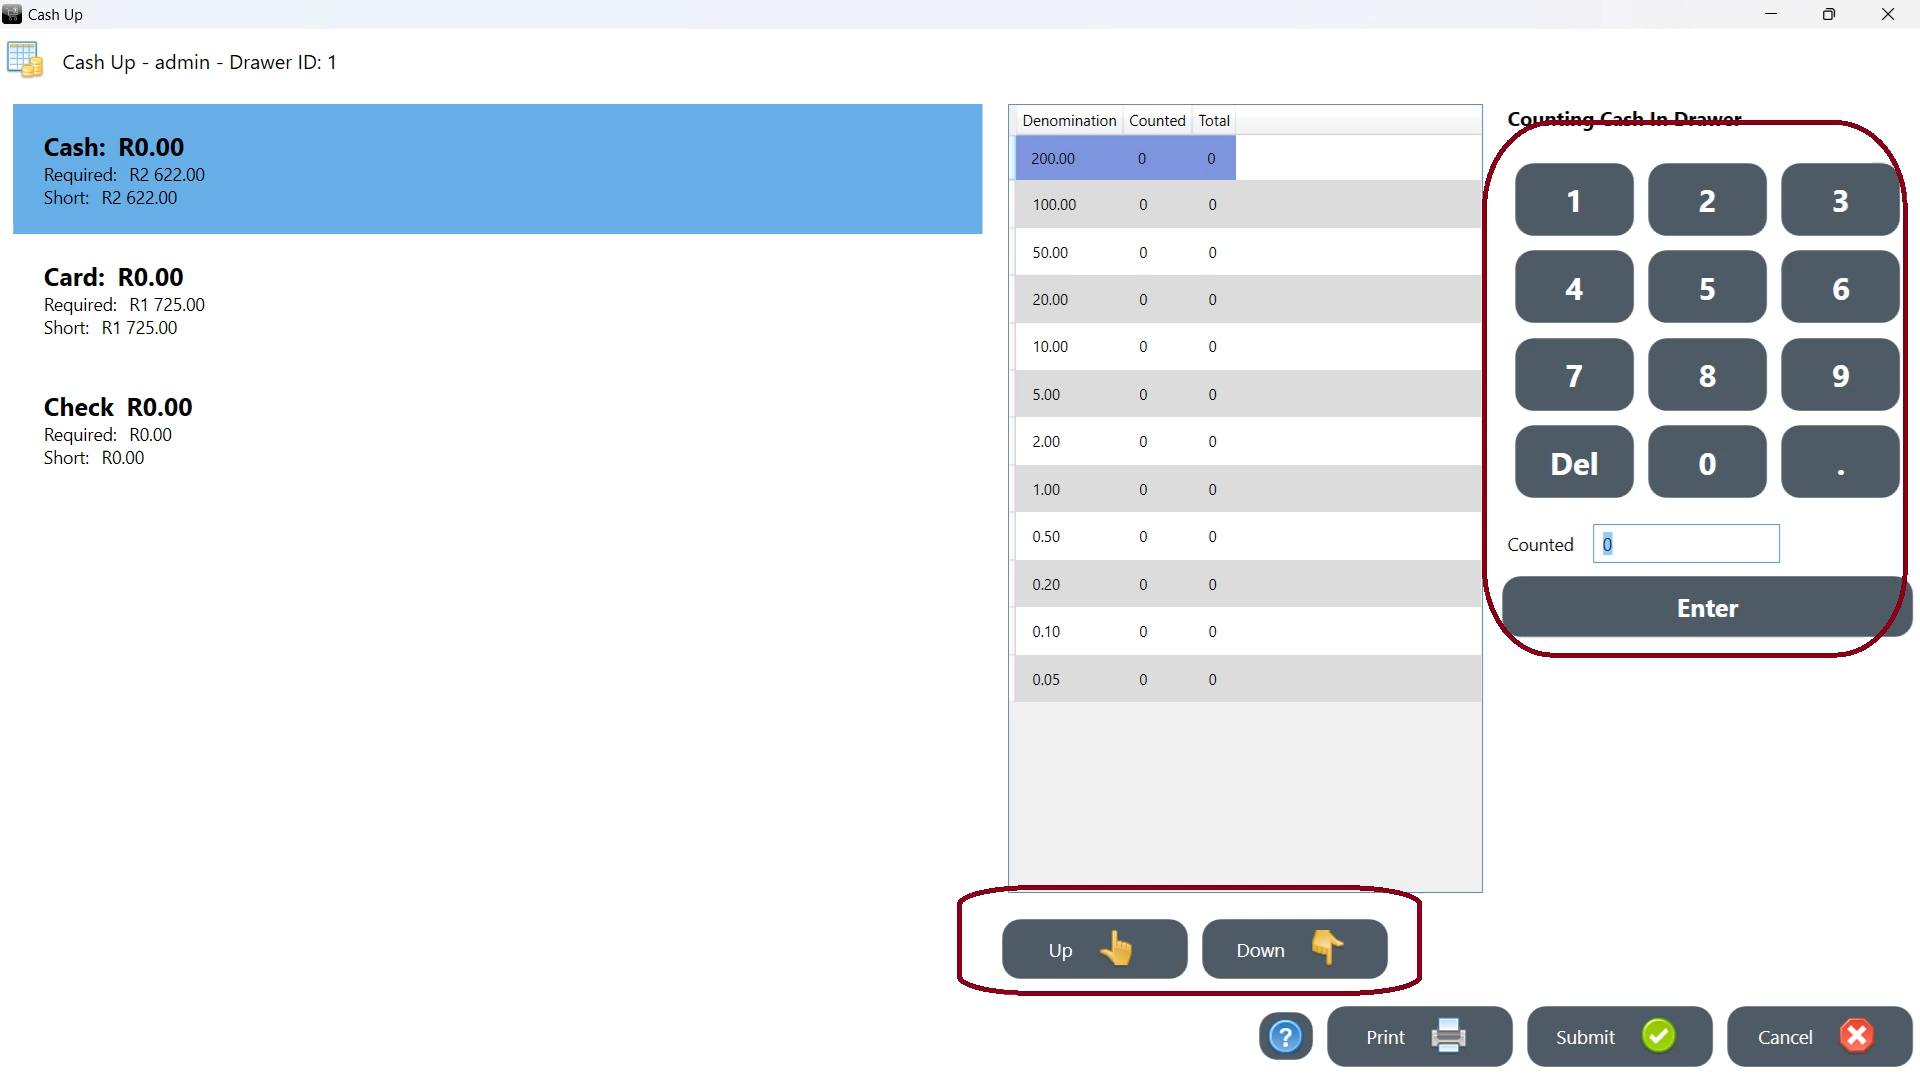 Cash Up
Cash Up - admin - Drawer ID: 1
Cash: R0.00
Required: R2 622.00
Short: R2 622.00
Card: R0.00
Required: R1 725.00
Short: R1 725.00
Check R0.00
Required: R0.00
Short: R0.00
Denomination Counted Total
200.00 0 0
100.00 0 0
50.00 0 0
20.00 0 0
10.00 0 0
5.00 0 0
2.00 0 0
1.00 0 0
0.50 0 0
0.20 0 0
0.10 0 0
0.05 0 0
Up Down
Counting Cash In Drawer
1 2 3
4 5 6
7 8 9
Del 0 .
Counted 0
Enter
? Print Submit Cancel